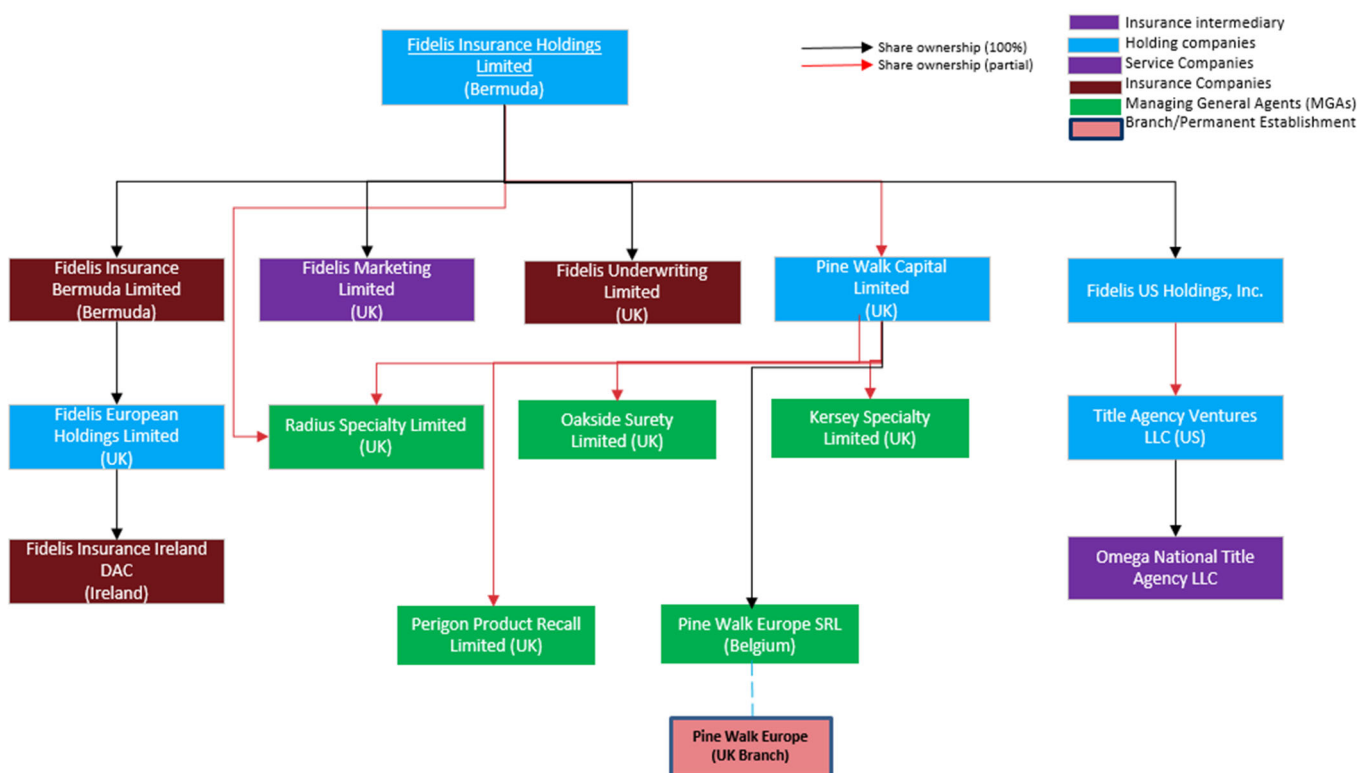 Fidelis Insurance Holdings
Limited
(Bermuda)
Share ownership (100%)
Share ownership (partial)
Insurance intermediary
Holding companies
Service Companies
Insurance Companies
Managing General Agents (MGAs)
Branch/Permanent Establishment
Fidelis Insurance
Bermuda Limited
(Bermuda)
Fidelis Marketing
Limited
(UK)
Fidelis Underwriting
Limited
(UK)
Pine Walk Capital
Limited
(UK)
Fidelis US Holdings, Inc.
Fidelis European
Holdings Limited
(UK)
Radius Specialty Limited
(UK)
Oakside Surety
Limited (UK)
Kersey Specialty
Limited (UK)
Title Agency Ventures
LLC (US)
Fidelis Insurance Ireland
DAC
(Ireland)
Omega National Title
Agency LLC
Perigon Product Recall
Limited (UK)
Pine Walk Europe SRL
(Belgium)
Pine Walk Europe
(UK Branch)